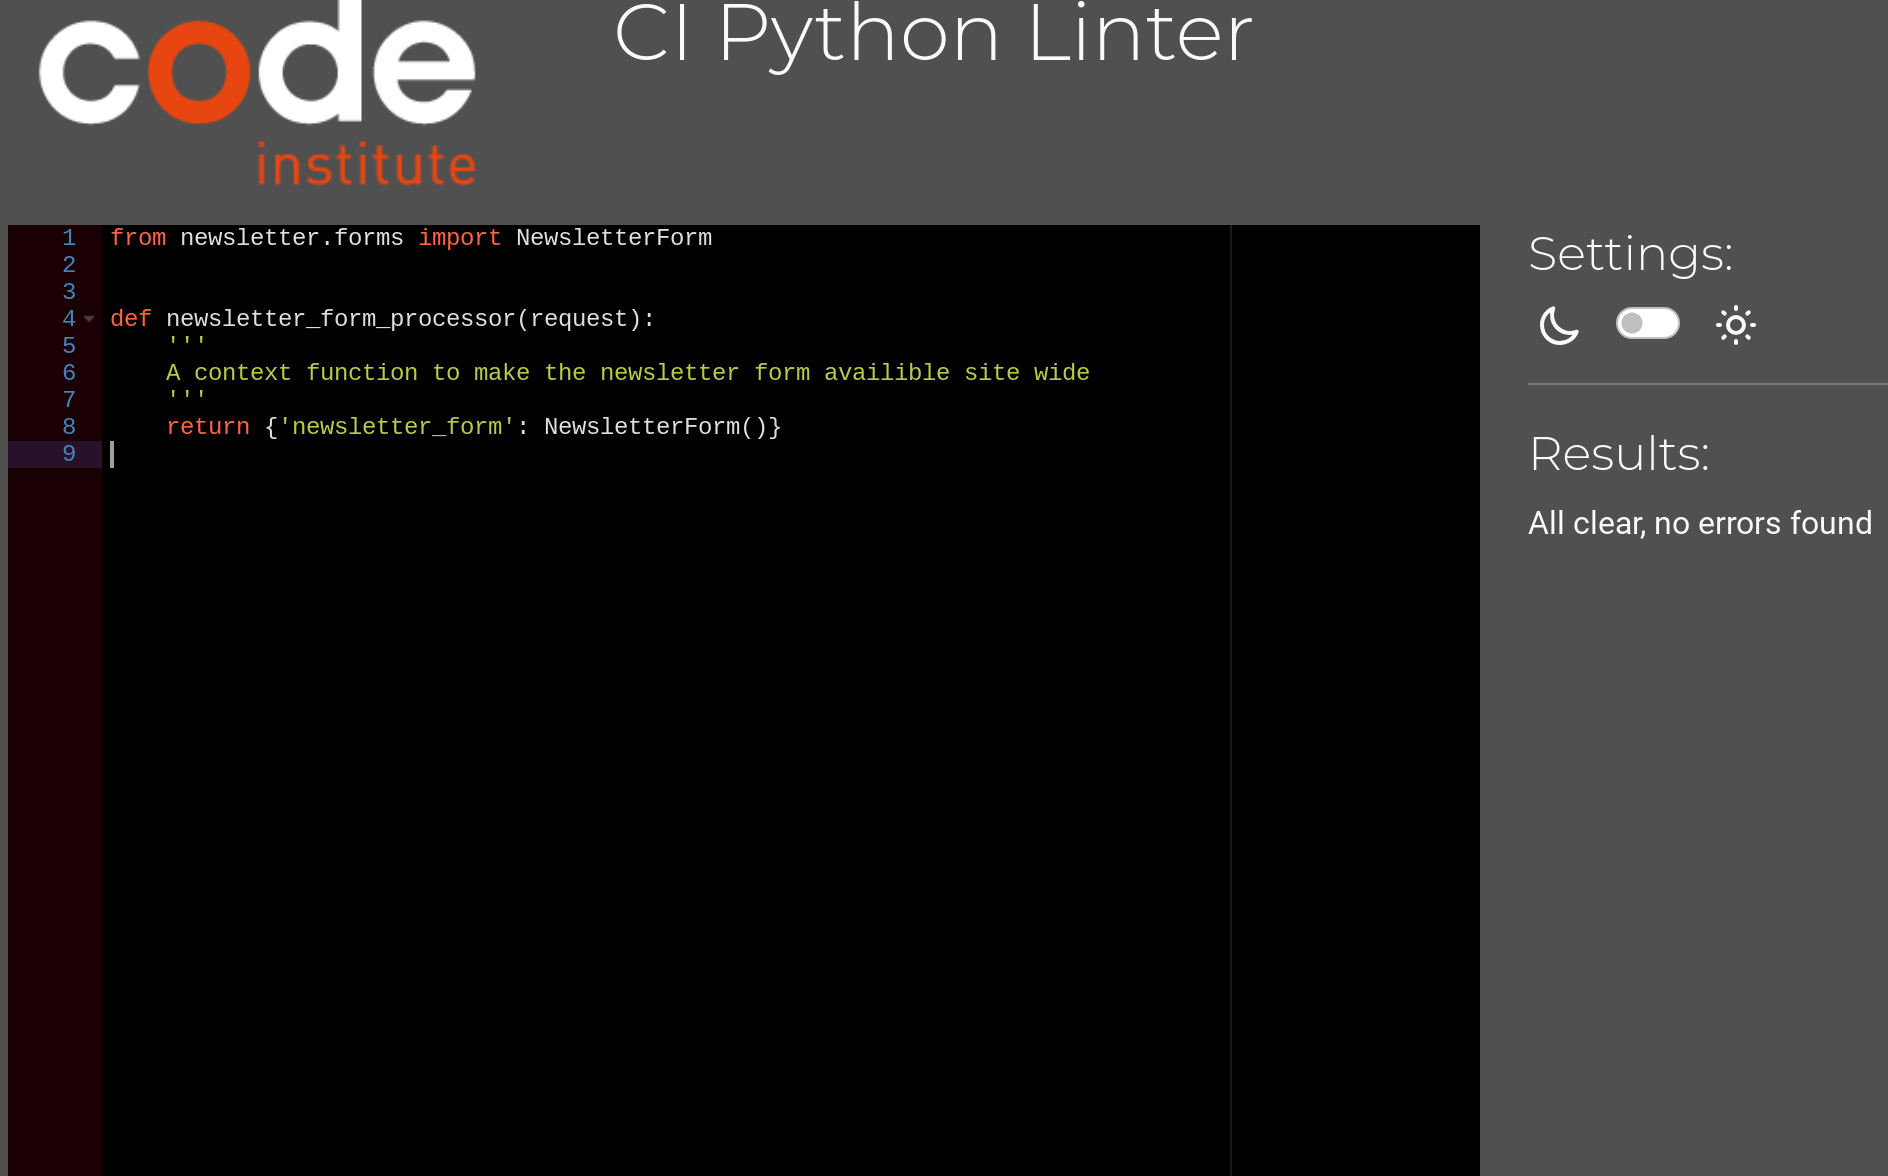 code
institute
CI Python Linter
1 from newsletter.forms import NewsletterForm
2
3
4 def newsletter_form_processor(request):
5     '''
6     A context function to make the newsletter form availible site wide
7     '''
8     return {'newsletter_form': NewsletterForm()}
9
Settings:
Results:
All clear, no errors found